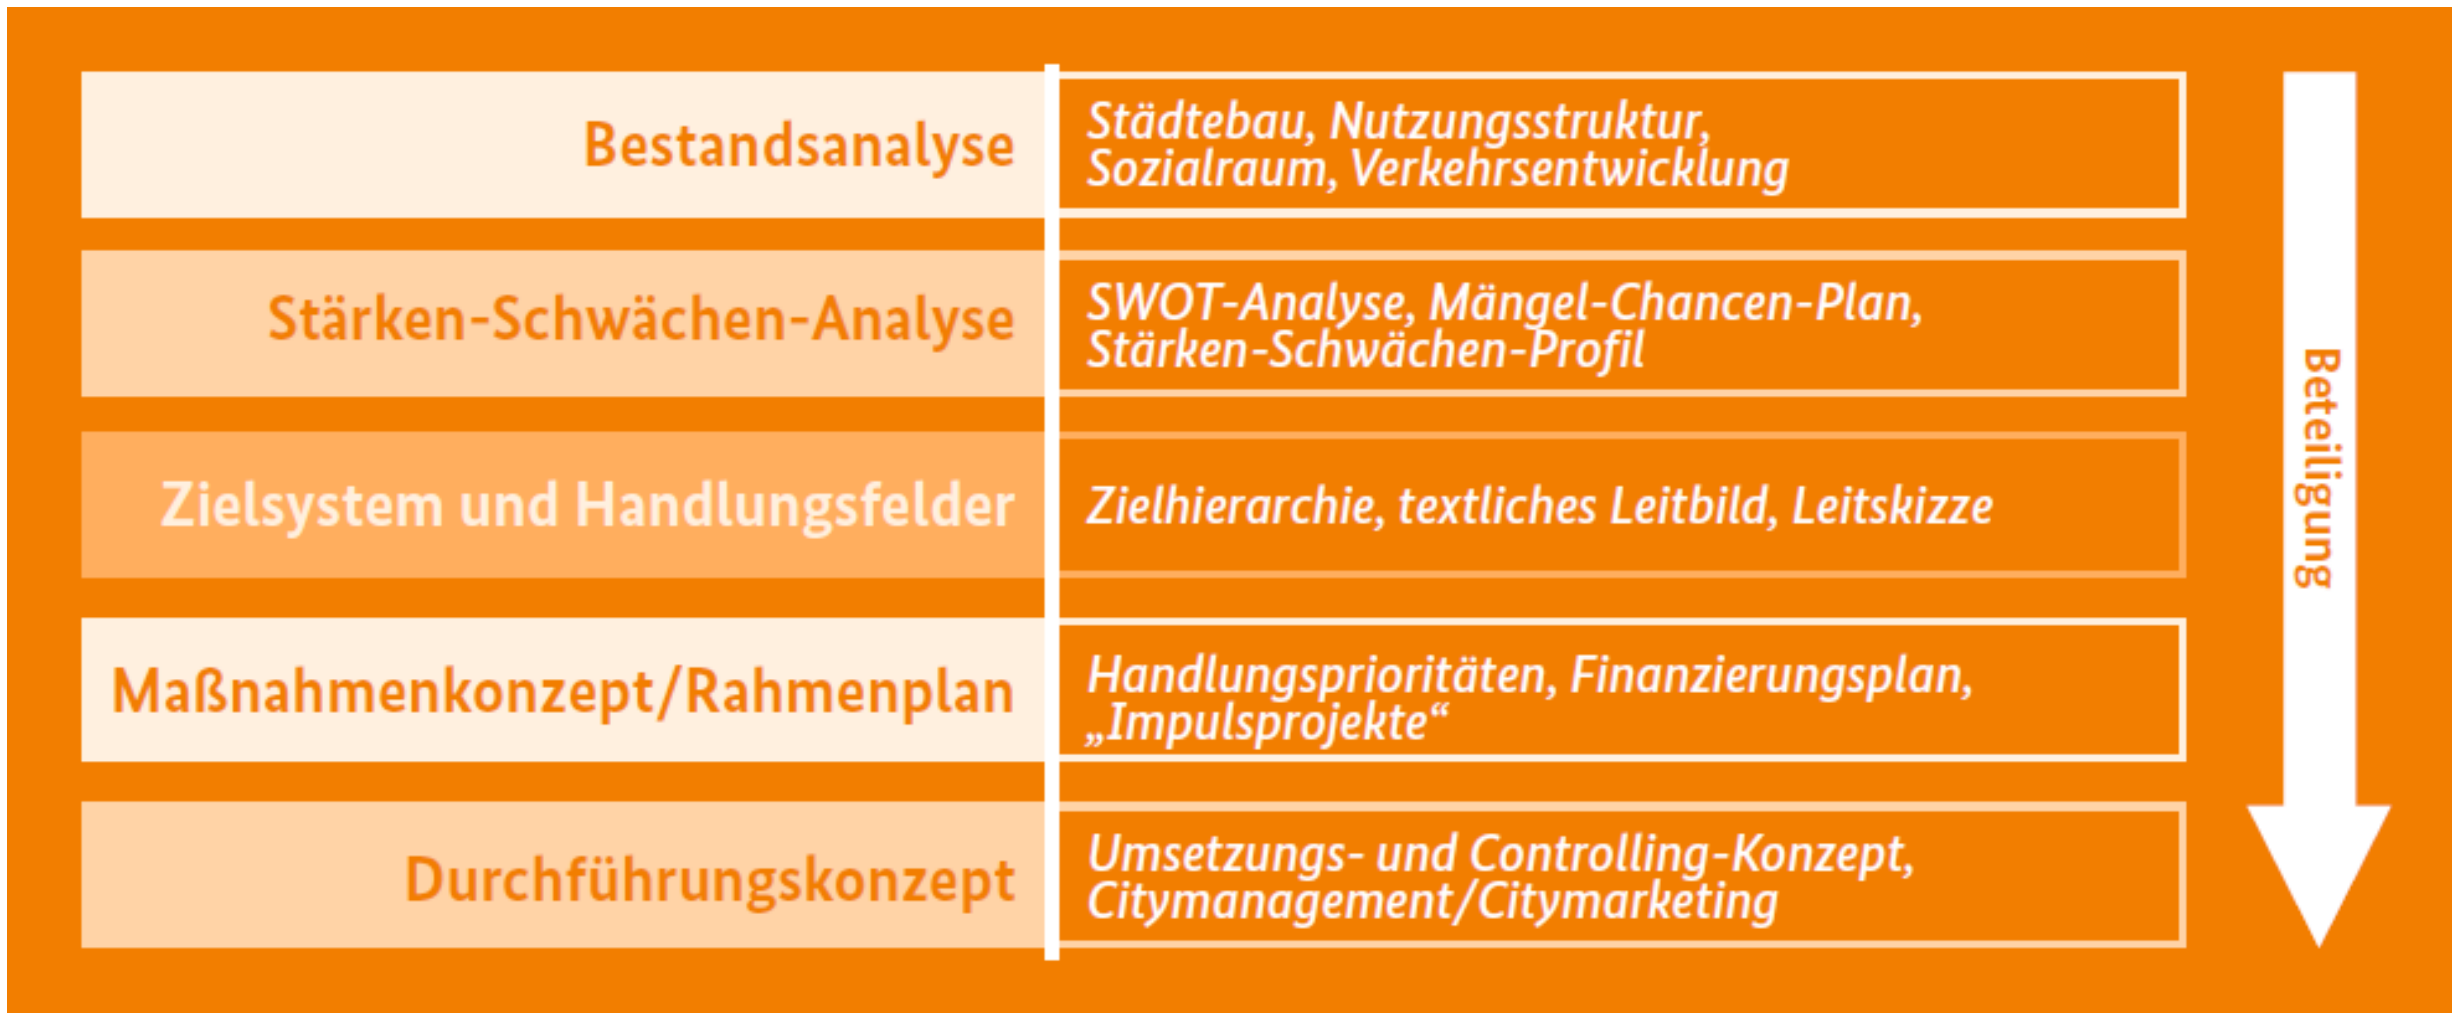 Bestandsanalyse
Städtebau, Nutzungsstruktur,
Sozialraum, Verkehrsentwicklung
Stärken-Schwächen-Analyse
SWOT-Analyse, Mängel-Chancen-Plan,
Stärken-Schwächen-Profil
Zielsystem und Handlungsfelder
Zielhierarchie, textliches Leitbild, Leitskizze
Maßnahmenkonzept/Rahmenplan
Handlungsprioritäten, Finanzierungsplan,
„Impulsprojekte“
Durchführungskonzept
Umsetzungs- und Controlling-Konzept,
Citymanagement/Citymarketing
Beteiligung